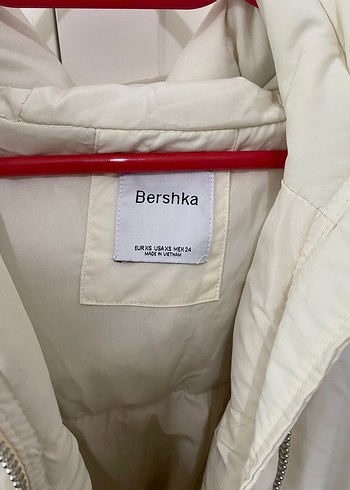 Bershka
EUR XS USA XS MEX 24
MADE IN VIETNAM